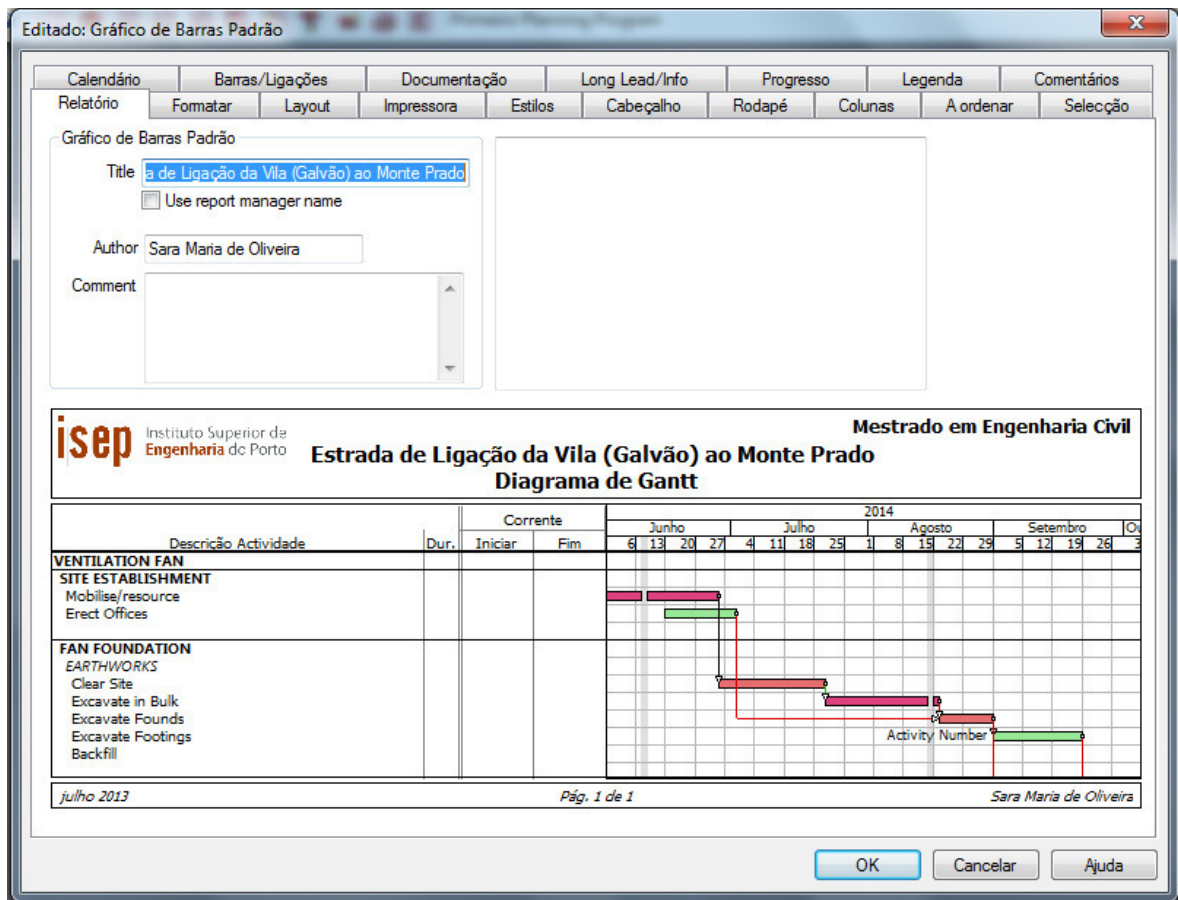 Editado: Gráfico de Barras Padrão
Calendário Barras/Ligações Documentação Long Lead/Info Progresso Legenda Comentários
Relatório Formatar Layout Impressora Estilos Cabeçalho Rodapé Colunas A ordenar Selecção
Gráfico de Barras Padrão
Title a de Ligação da Vila (Galvão) ao Monte Prado
Use report manager name
Author Sara Maria de Oliveira
Comment
isep Instituto Superior de
Engenharia do Porto
Mestrado em Engenharia Civil
Estrada de Ligação da Vila (Galvão) ao Monte Prado
Diagrama de Gantt
2014
Corrente Junho Julho Agosto Setembro Ou
Descrição Actividade Dur. Iniciar Fim 6 13 20 27 4 11 18 25 1 8 15 22 29 5 12 19 26 3
VENTILATION FAN
SITE ESTABLISHMENT
Mobilise/resource
Erect Offices
FAN FOUNDATION
EARTHWORKS
Clear Site
Excavate in Bulk
Excavate Founds
Excavate Footings Activity Number
Backfill
julho 2013 Pág. 1 de 1 Sara Maria de Oliveira
OK Cancelar Ajuda